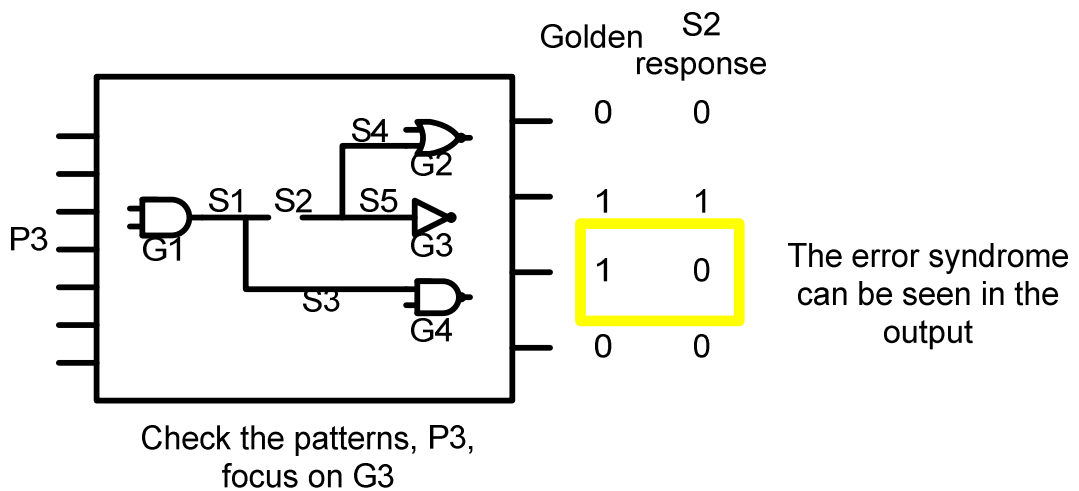 Golden
S2
response
0 0
S4
G2
S1 S2 S5
1 1
P3
G1
G3
1 0
The error syndrome
can be seen in the
output
S3
G4
0 0
Check the patterns, P3,
focus on G3